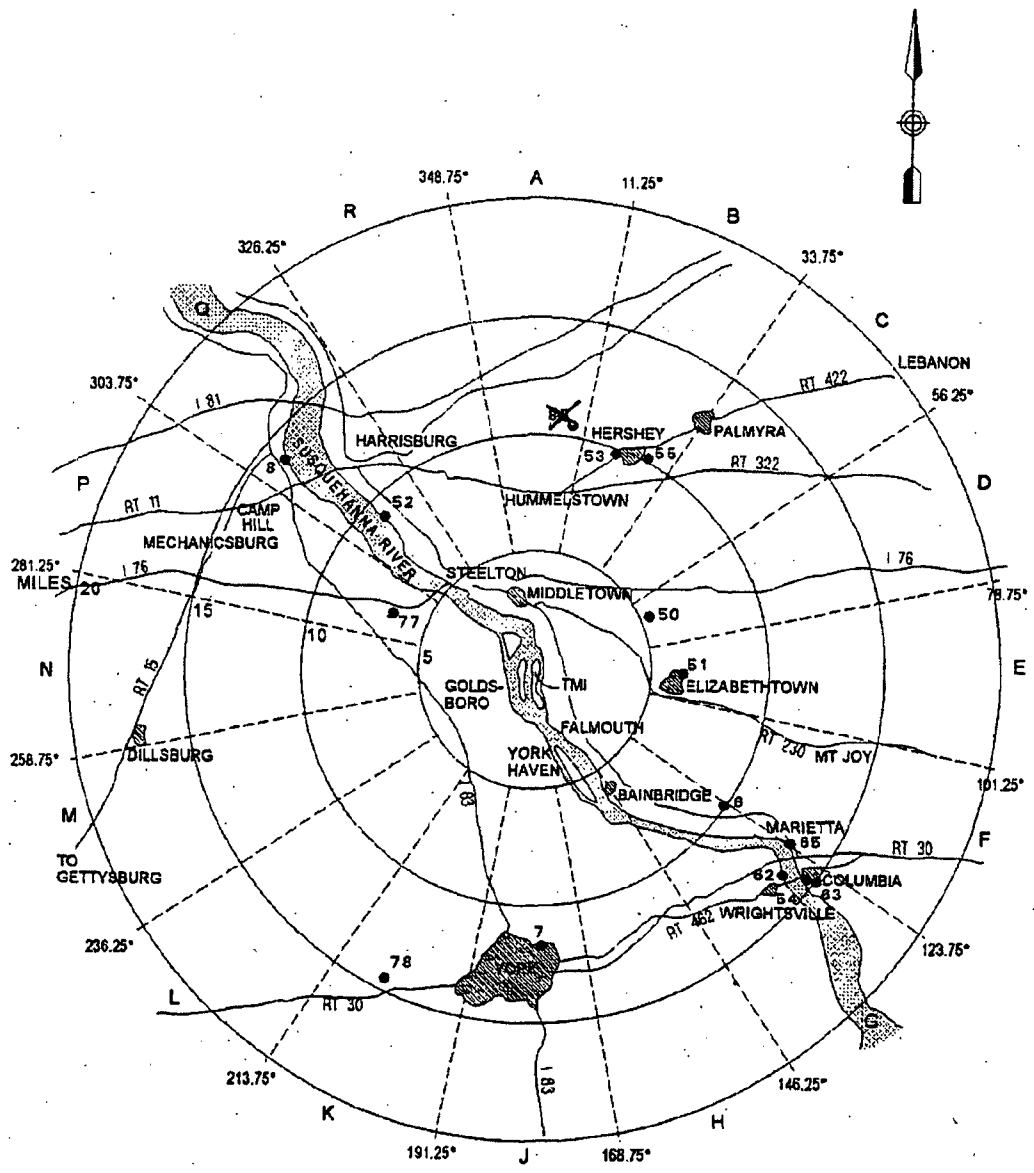 A
348.75°
11.25°
R
B
326.25°
33.75°
Q
C
LEBANON
303.75°
RT 422
56.25°
I 81
HERSHEY
PALMYRA
HARRISBURG
53
55
RT 322
P
8
SUSQUEHANNA RIVER
D
HUMMELSTOWN
RT 11
CAMP
HILL
52
MECHANICSBURG
281.25°
I 76
STEELTON
I 76
MILES 20
78.75°
15
MIDDLETOWN
77
50
10
5
N
51
E
RT 15
GOLDS-
BORO
TMI
ELIZABETHTOWN
DILLSBURG
FALMOUTH
RT 230
258.75°
YORK
HAVEN
MT JOY
101.25°
I 83
BAINBRIDGE
6
M
MARIETTA
F
65
RT 30
TO
GETTYSBURG
62
COLUMBIA
54
63
WRIGHTSVILLE
236.25°
RT 462
123.75°
7
78
YORK
L
RT 30
G
213.75°
I 83
146.25°
K
H
191.25°
J
168.75°